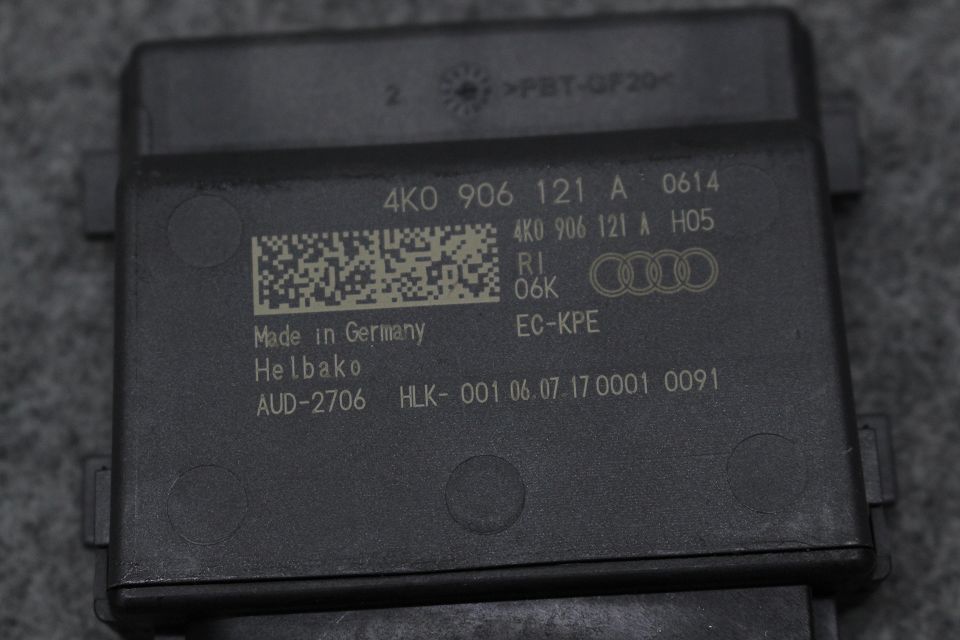 2 >PBT-GF20<
4K0 906 121 A 0614
4K0 906 121 A H05
RI
06K
EC-KPE
Made in Germany
Helbako
AUD-2706 HLK- 001 06.07.17 0001 0091